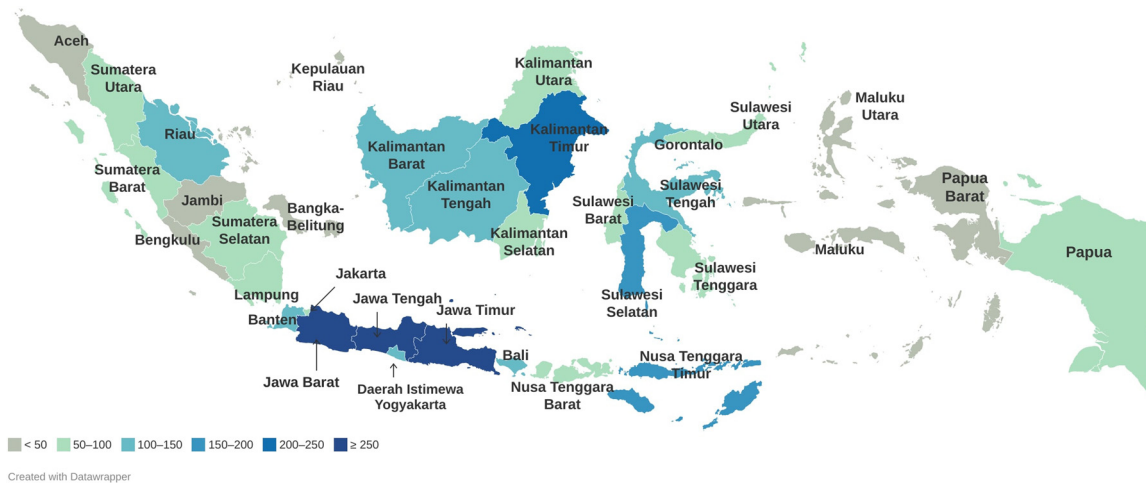 Aceh
Sumatera
Utara
Kepulauan
Riau
Kalimantan
Utara
Maluku
Utara
Sulawesi
Utara
Riau
Kalimantan
Timur
Gorontalo
Kalimantan
Barat
Sumatera
Barat
Kalimantan
Tengah
Sulawesi
Tengah
Papua
Barat
Jambi
Bangka-
Belitung
Sulawesi
Barat
Sumatera
Selatan
Bengkulu
Kalimantan
Selatan
Maluku
Papua
Sulawesi
Tenggara
Jakarta
Lampung
Jawa Tengah
Sulawesi
Selatan
Jawa Timur
Banten
Bali
Nusa Tenggara
Timur
Jawa Barat
Daerah Istimewa
Yogyakarta
Nusa Tenggara
Barat
< 50
50–100
100–150
150–200
200–250
≥ 250
Created with Datawrapper